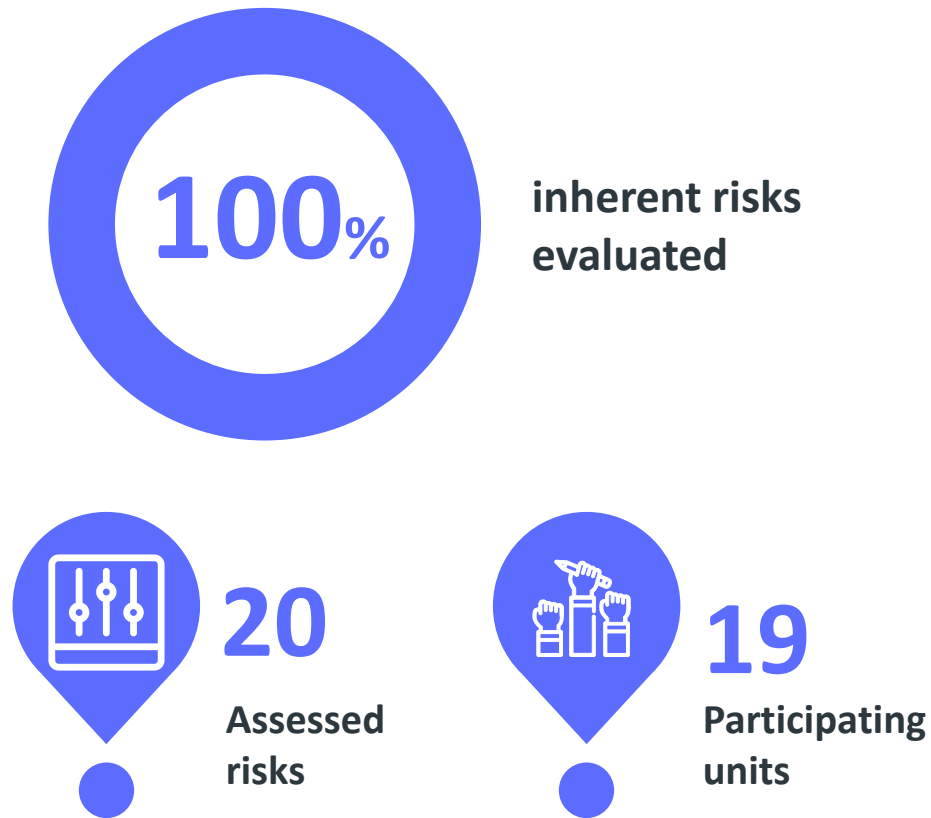 100%
inherent risks
evaluated
20
Assessed
risks
19
Participating
units